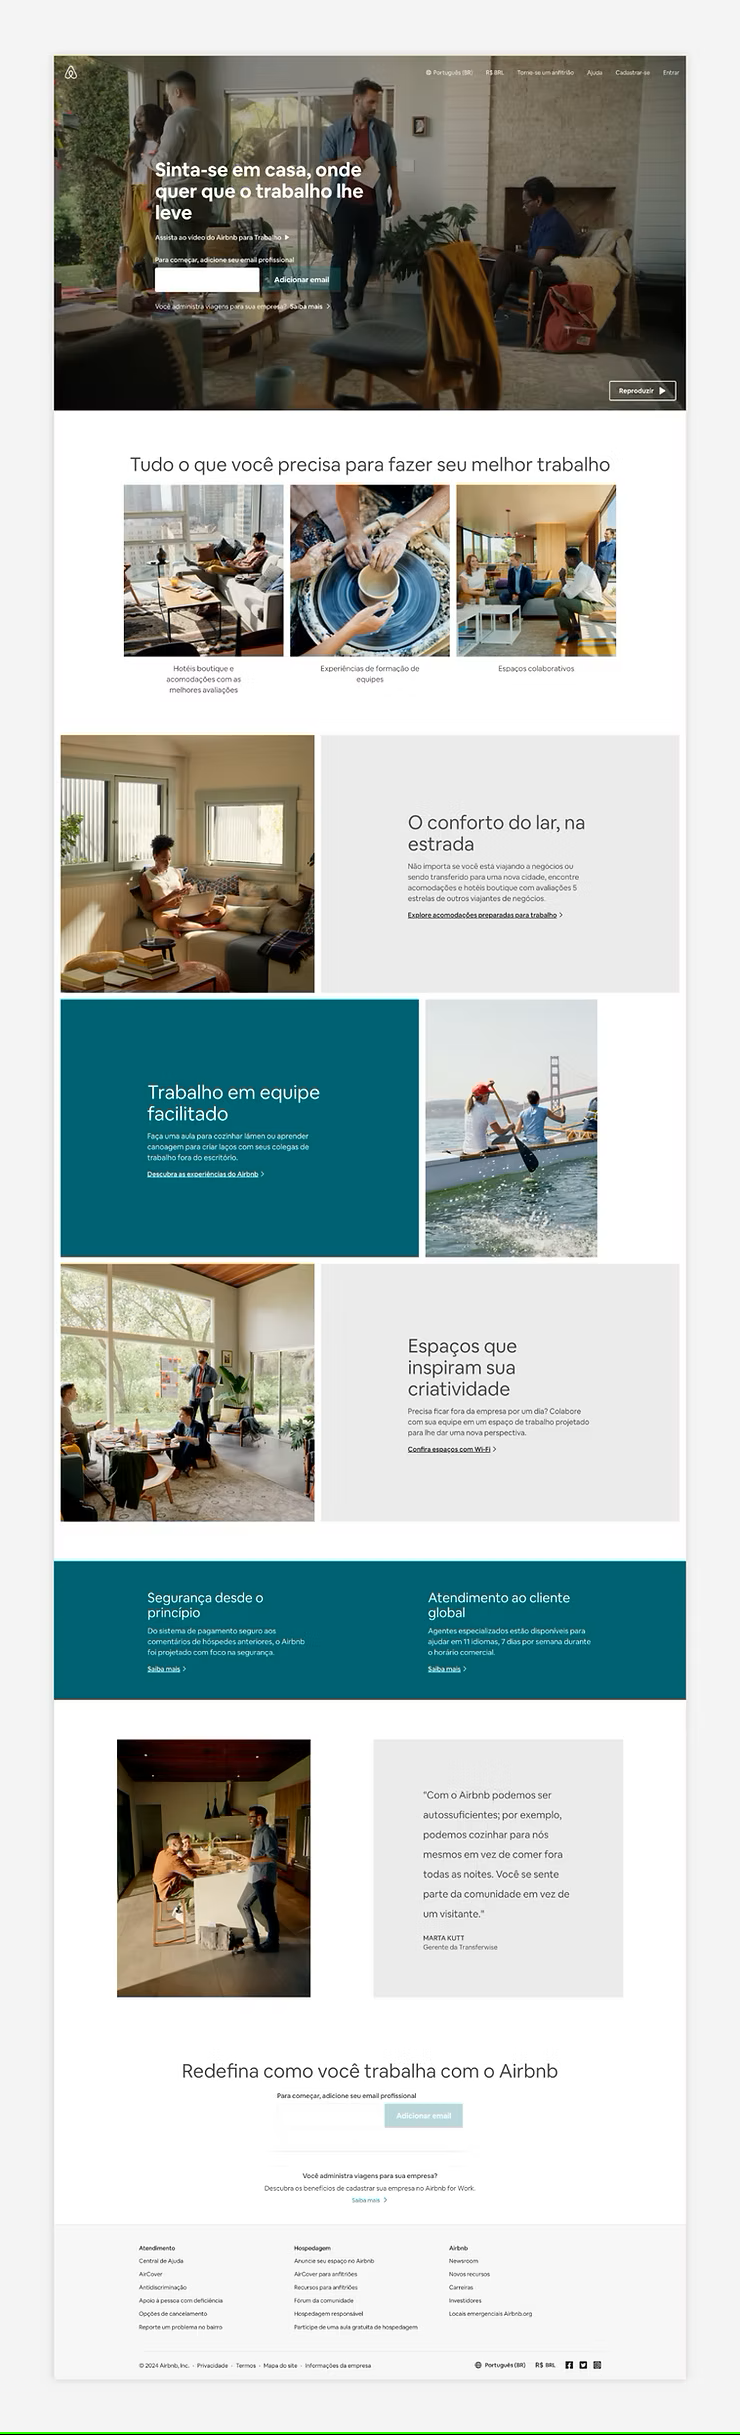 Português (BR)
R$ BRL
Torne-se um anfitrião
Ajuda
Cadastrar-se
Entrar
Sinta-se em casa, onde
quer que o trabalho lhe
leve
Assista ao vídeo do Airbnb para Trabalho
Para começar, adicione seu email profissional
Adicionar email
Você administra viagens para sua empresa? Saiba mais
Reproduzir
Tudo o que você precisa para fazer seu melhor trabalho
Hotéis boutique e
acomodações com as
melhores avaliações
Experiências de formação de
equipes
Espaços colaborativos
O conforto do lar, na
estrada
Não importa se você está viajando a negócios ou
sendo transferido para uma nova cidade, encontre
acomodações e hotéis boutique com avaliações 5
estrelas de outros viajantes de negócios.
Explore acomodações preparadas para trabalho
Trabalho em equipe
facilitado
Faça uma aula para cozinhar lámen ou aprender
canoagem para criar laços com seus colegas de
trabalho fora do escritório.
Descubra as experiências do Airbnb
Espaços que
inspiram sua
criatividade
Precisa ficar fora da empresa por um dia? Colabore
com sua equipe em um espaço de trabalho projetado
para lhe dar uma nova perspectiva.
Confira espaços com Wi-Fi
Segurança desde o
princípio
Do sistema de pagamento seguro aos
comentários de hóspedes anteriores, o Airbnb
foi projetado com foco na segurança.
Saiba mais
Atendimento ao cliente
global
Agentes especializados estão disponíveis para
ajudar em 11 idiomas, 7 dias por semana durante
o horário comercial.
Saiba mais
"Com o Airbnb podemos ser
autossuficientes; por exemplo,
podemos cozinhar para nós
mesmos em vez de comer fora
todas as noites. Você se sente
parte da comunidade em vez de
um visitante."
MARTA KUTT
Gerente da Transferwise
Redefina como você trabalha com o Airbnb
Para começar, adicione seu email profissional
Adicionar email
Você administra viagens para sua empresa?
Descubra os benefícios de cadastrar sua empresa no Airbnb for Work.
Saiba mais
Atendimento
Central de Ajuda
AirCover
Antidiscriminação
Apoio à pessoa com deficiência
Opções de cancelamento
Reporte um problema no bairro
Hospedagem
Anuncie seu espaço no Airbnb
AirCover para anfitriões
Recursos para anfitriões
Fórum da comunidade
Hospedagem responsável
Participe de uma aula gratuita de hospedagem
Airbnb
Newsroom
Novos recursos
Carreiras
Investidores
Locais emergenciais Airbnb.org
© 2024 Airbnb, Inc. · Privacidade · Termos · Mapa do site · Informações da empresa
Português (BR)
R$ BRL